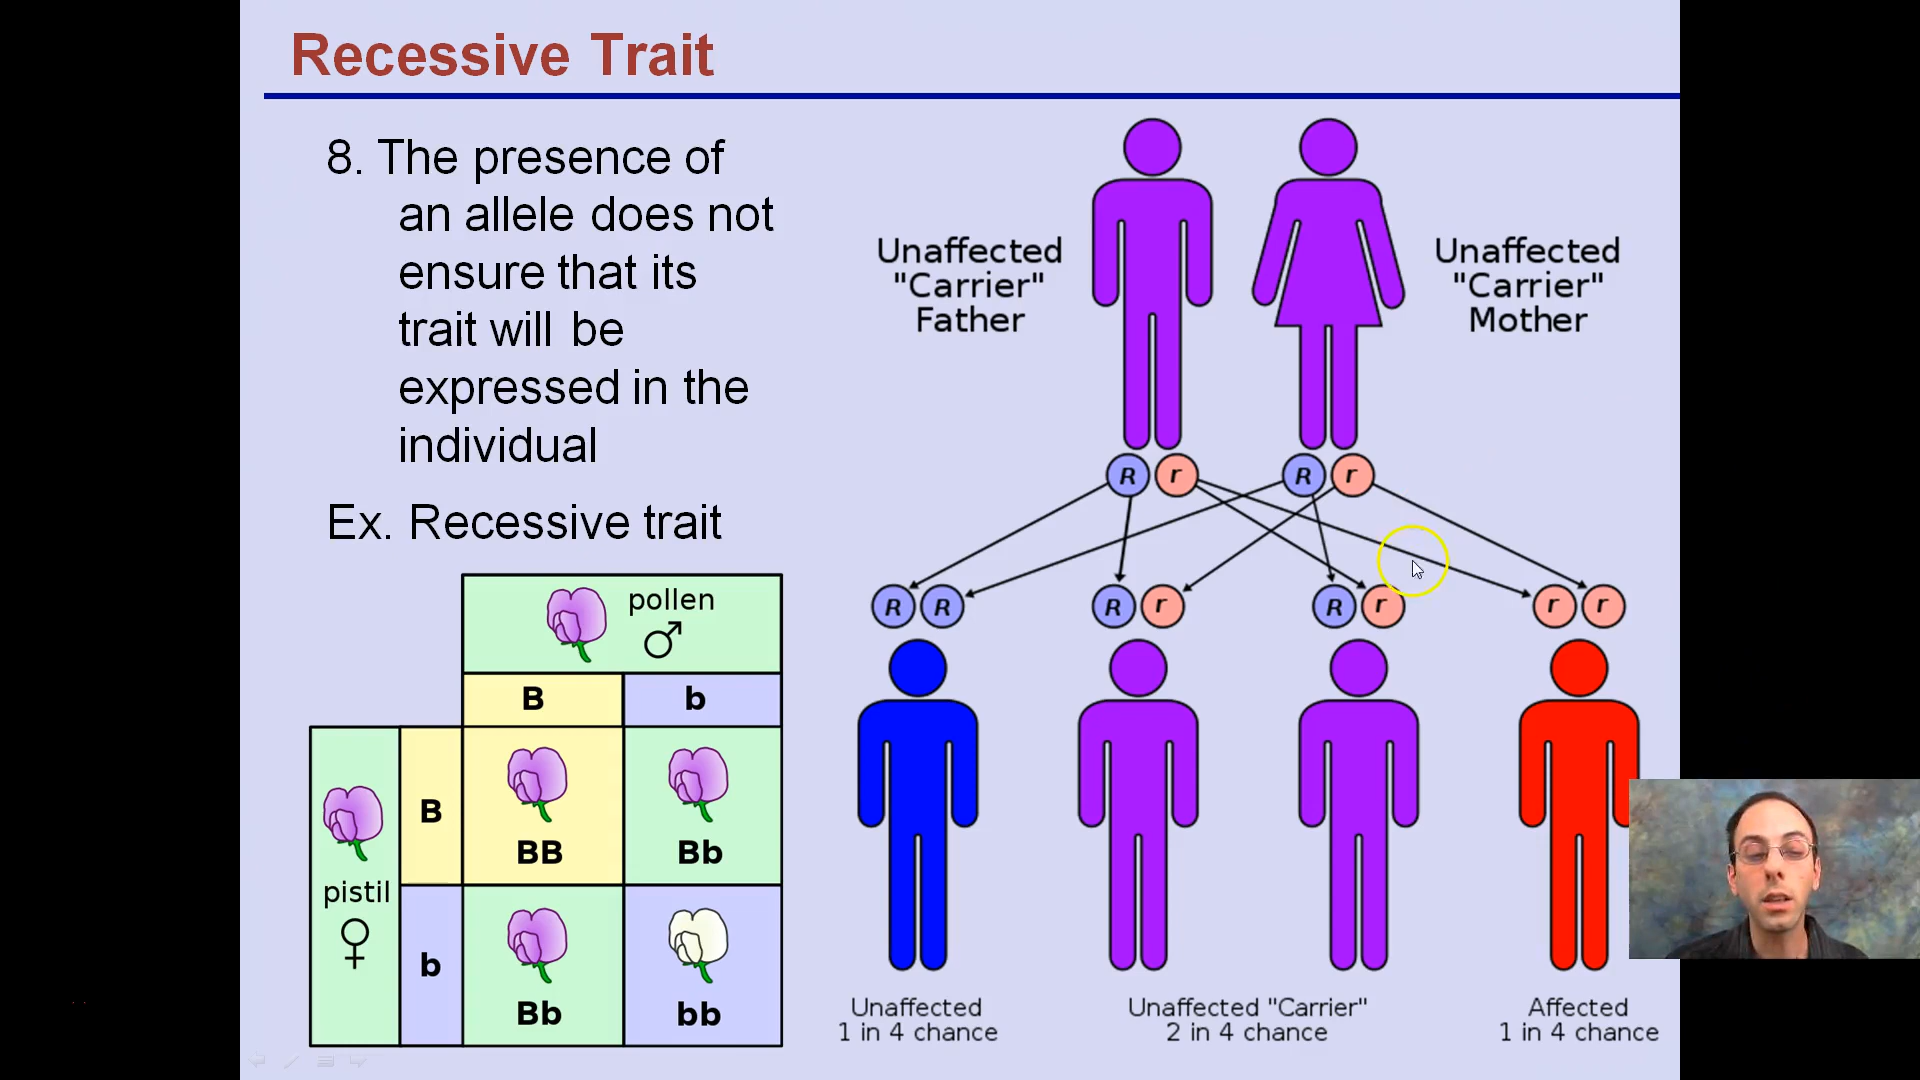 Recessive Trait
8. The presence of
an allele does not
ensure that its
trait will be
expressed in the
individual
Ex. Recessive trait
pollen
♂
B b
B
BB Bb
pistil
♀
b
Bb bb
Unaffected
"Carrier"
Father
Unaffected
"Carrier"
Mother
R r R r
R R R r R r r r
Unaffected
1 in 4 chance
Unaffected "Carrier"
2 in 4 chance
Affected
1 in 4 chance